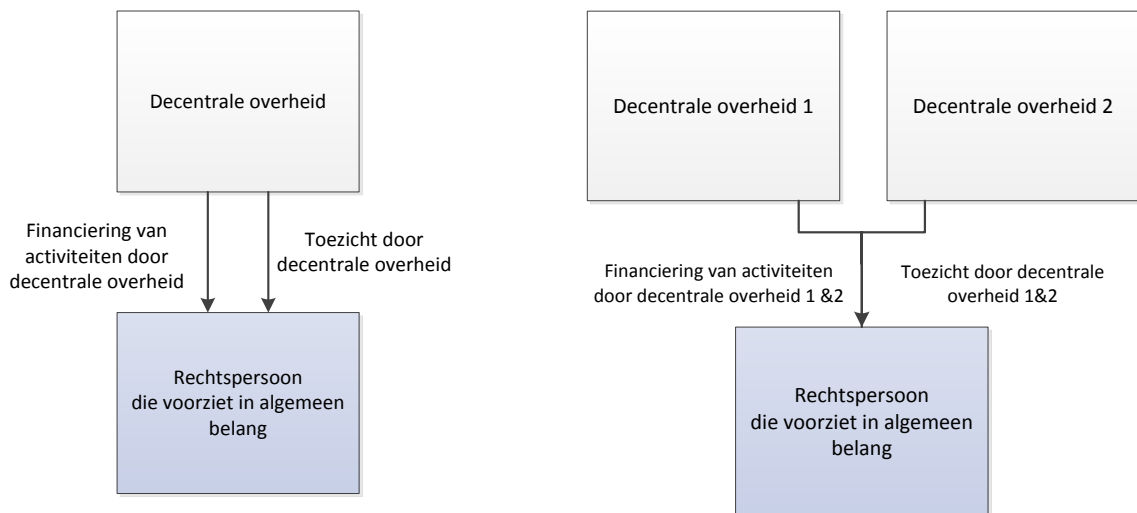 Decentrale overheid
Financiering van
activiteiten door
decentrale overheid
Toezicht door
decentrale overheid
Rechtspersoon
die voorziet in algemeen
belang
Decentrale overheid 1
Decentrale overheid 2
Financiering van activiteiten
door decentrale overheid 1 &2
Toezicht door decentrale
overheid 1&2
Rechtspersoon
die voorziet in algemeen
belang